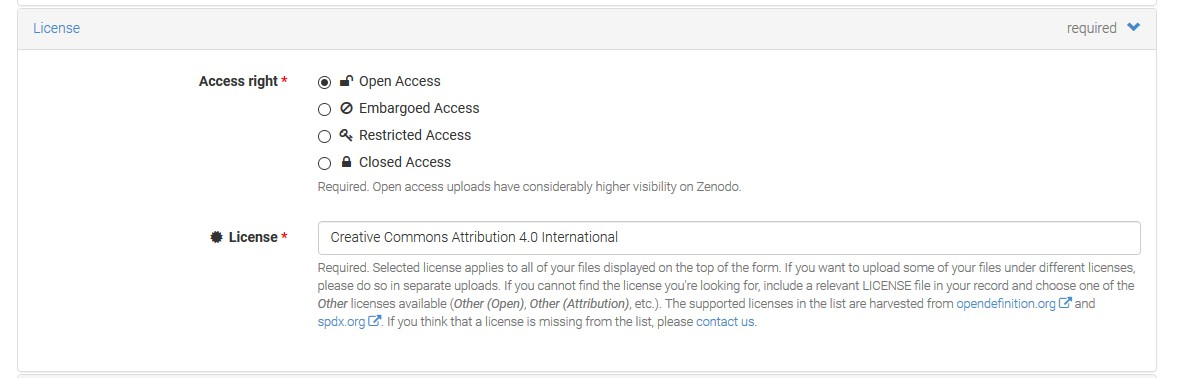 License required
Access right *
Open Access
Embargoed Access
Restricted Access
Closed Access
Required. Open access uploads have considerably higher visibility on Zenodo.
License * Creative Commons Attribution 4.0 International
Required. Selected license applies to all of your files displayed on the top of the form. If you want to upload some of your files under different licenses,
please do so in separate uploads. If you cannot find the license you're looking for, include a relevant LICENSE file in your record and choose one of the
Other licenses available (Other (Open), Other (Attribution), etc.). The supported licenses in the list are harvested from opendefinition.org and
spdx.org. If you think that a license is missing from the list, please contact us.